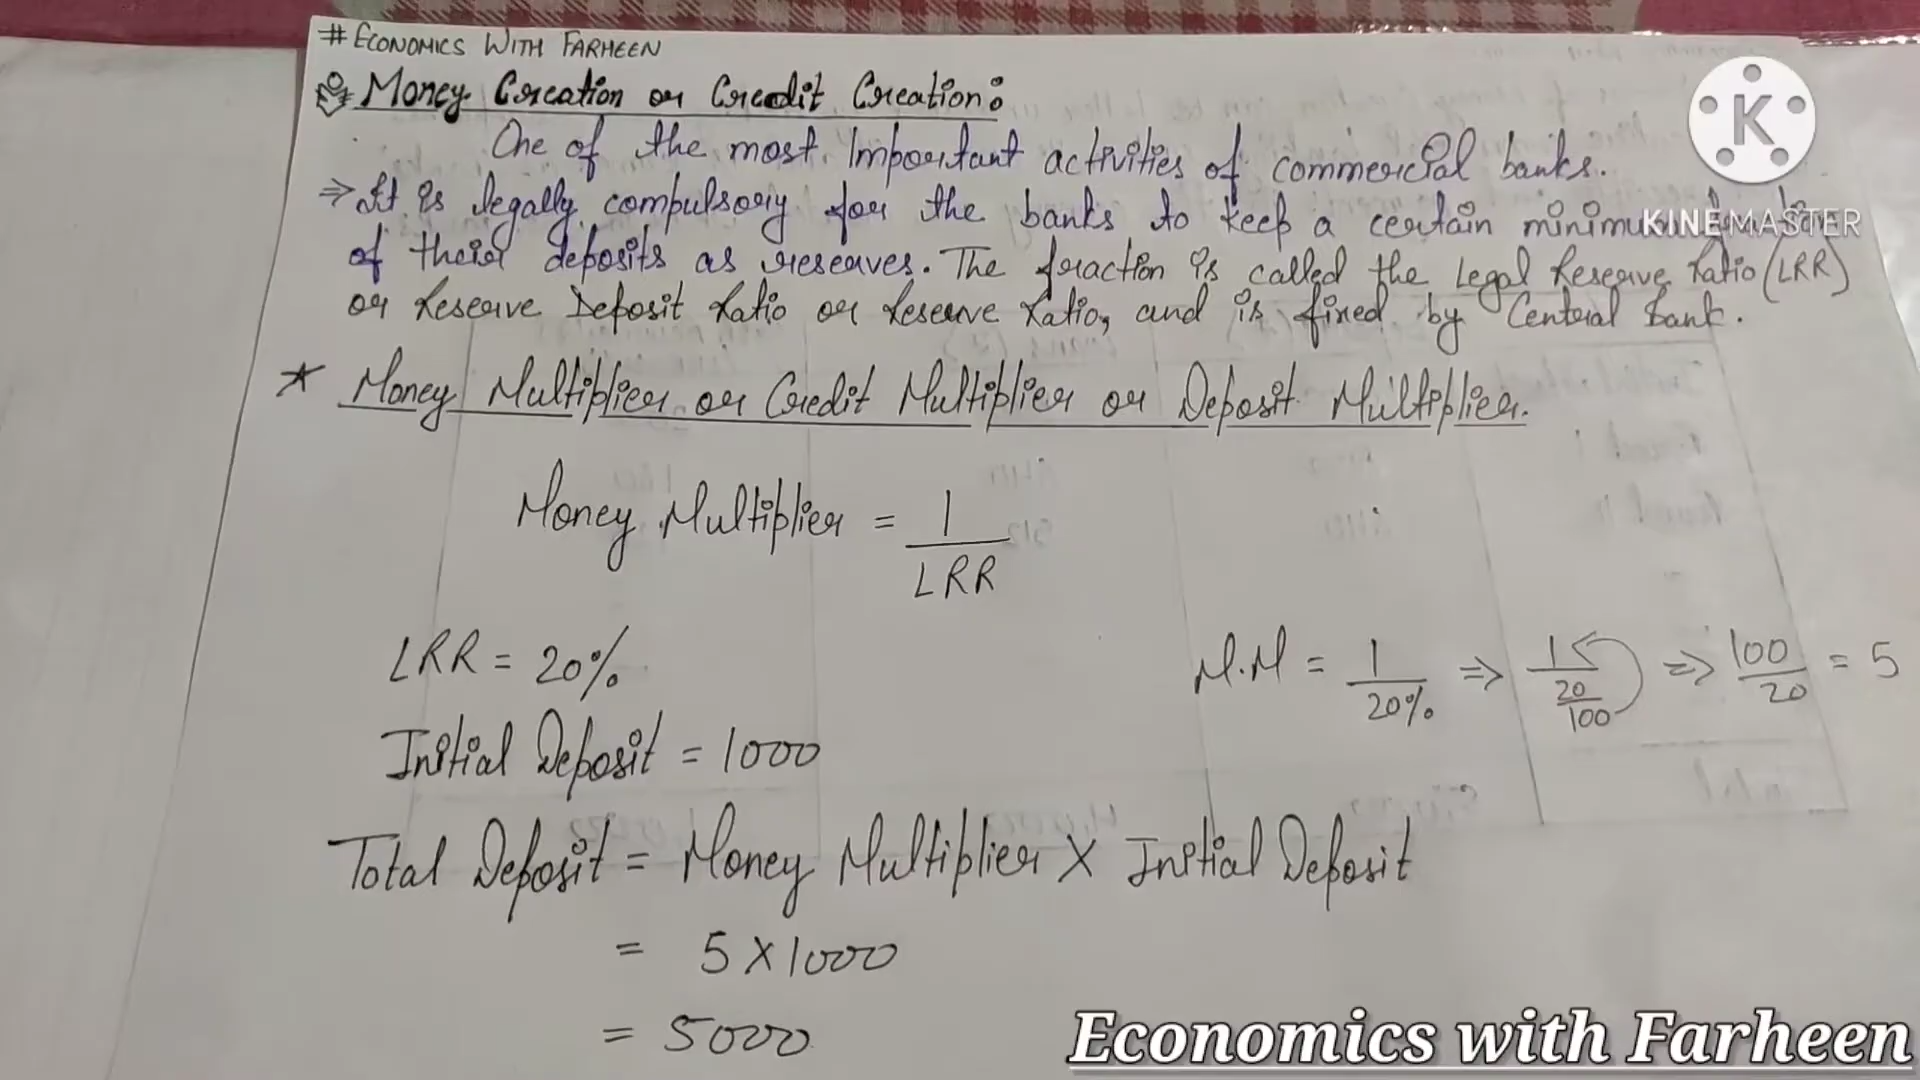 # ECONOMICS WITH FARHEEN
Money Creation or Credit Creation:
One of the most Important activities of commercial banks.
⇒ It is legally compulsory for the banks to keep a certain minimum
of their deposits as reserves. The fraction is called the Legal Reserve Ratio (LRR)
or Reserve Deposit Ratio or Reserve Ratio, and is fixed by Central Bank.
K
KINEMASTER
★ Money Multiplier or Credit Multiplier or Deposit Multiplier.
Money Multiplier = 1/LRR
LRR = 20%
M.M = 1/20% ⇒ 1/(20/100) ⇒ 100/20 = 5
Initial Deposit = 1000
Total Deposit = Money Multiplier X Initial Deposit
= 5 X 1000
= 5000
Economics with Farheen